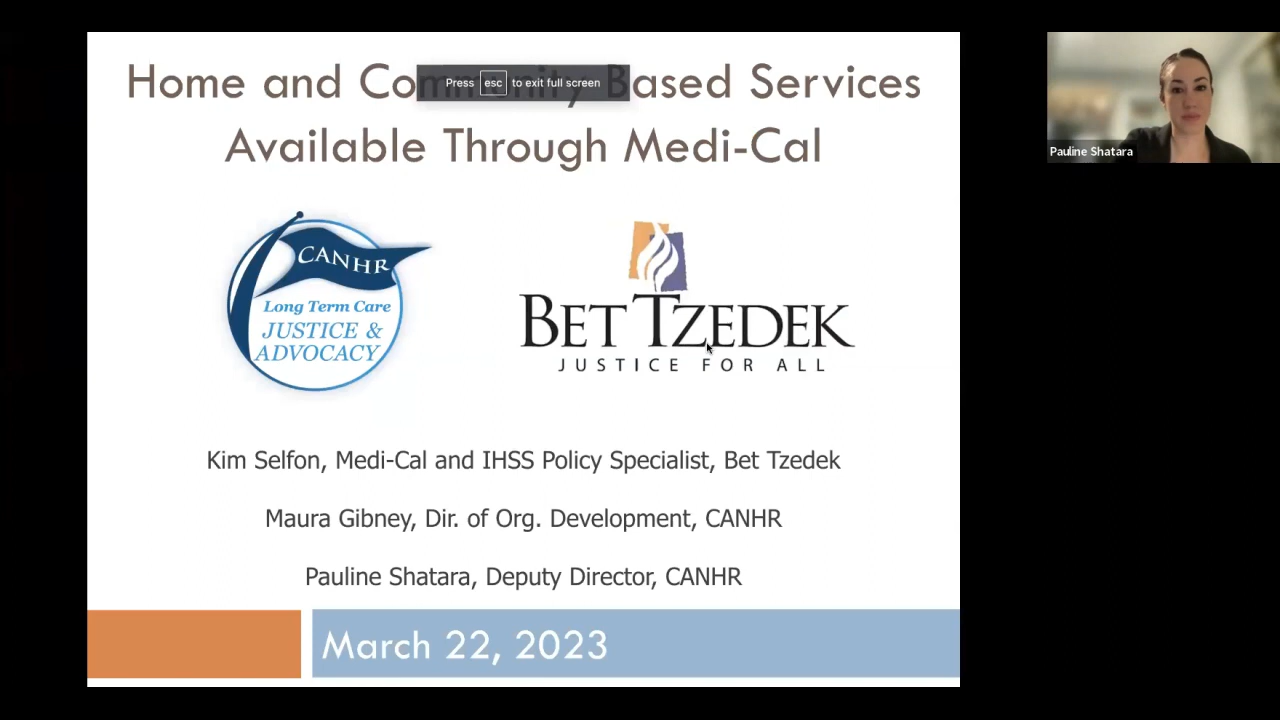 Home and Community Based Services
Press esc to exit full screen
Available Through Medi-Cal
Pauline Shatara
CANHR
Long Term Care
JUSTICE &
ADVOCACY
BET TZEDEK
JUSTICE FOR ALL
Kim Selfon, Medi-Cal and IHSS Policy Specialist, Bet Tzedek
Maura Gibney, Dir. of Org. Development, CANHR
Pauline Shatara, Deputy Director, CANHR
March 22, 2023